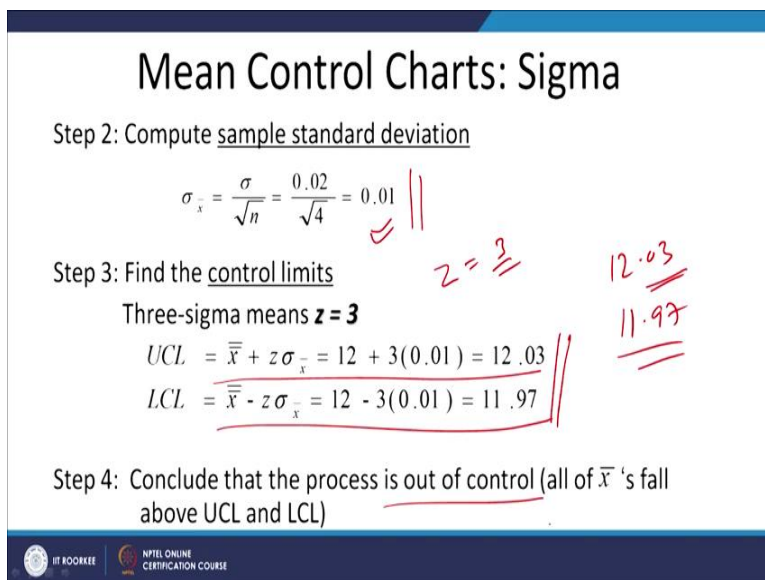 Mean Control Charts: Sigma
Step 2: Compute sample standard deviation
σ_x̄ = σ/√n = 0.02/√4 = 0.01
Step 3: Find the control limits
z = 3
12.03
Three-sigma means z = 3
11.97
UCL = x̿ + zσ_x̄ = 12 + 3(0.01) = 12.03
LCL = x̿ - zσ_x̄ = 12 - 3(0.01) = 11.97
Step 4: Conclude that the process is out of control (all of x̄ 's fall
above UCL and LCL)
IIT ROORKEE
NPTEL ONLINE
CERTIFICATION COURSE